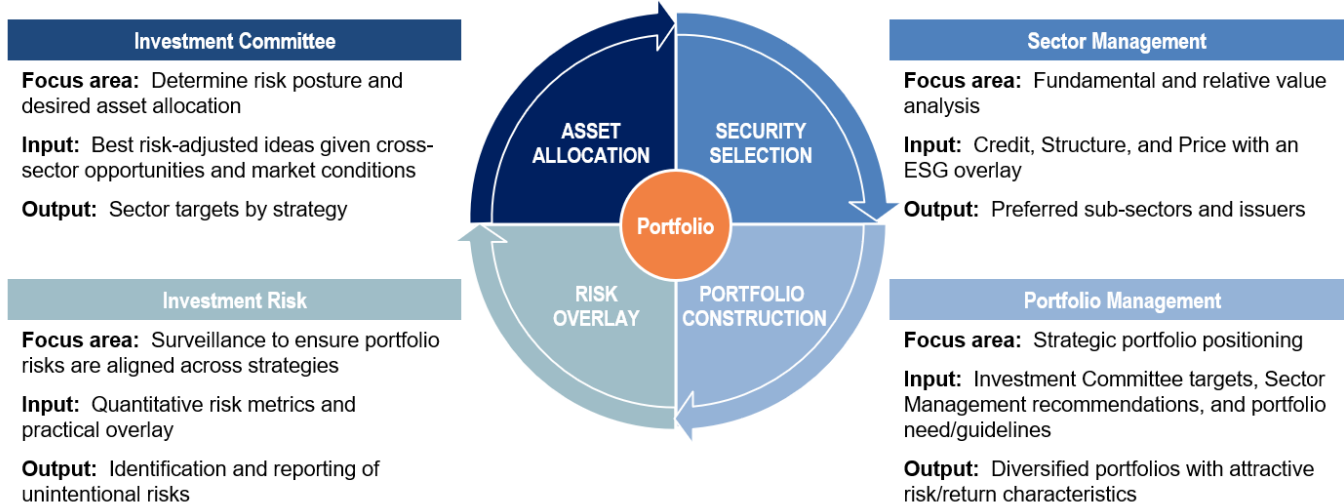 Investment Committee
Focus area: Determine risk posture and
desired asset allocation
Input: Best risk-adjusted ideas given cross-
sector opportunities and market conditions
Output: Sector targets by strategy
ASSET
ALLOCATION
SECURITY
SELECTION
Portfolio
RISK
OVERLAY
PORTFOLIO
CONSTRUCTION
Sector Management
Focus area: Fundamental and relative value
analysis
Input: Credit, Structure, and Price with an
ESG overlay
Output: Preferred sub-sectors and issuers
Investment Risk
Focus area: Surveillance to ensure portfolio
risks are aligned across strategies
Input: Quantitative risk metrics and
practical overlay
Output: Identification and reporting of
unintentional risks
Portfolio Management
Focus area: Strategic portfolio positioning
Input: Investment Committee targets, Sector
Management recommendations, and portfolio
need/guidelines
Output: Diversified portfolios with attractive
risk/return characteristics